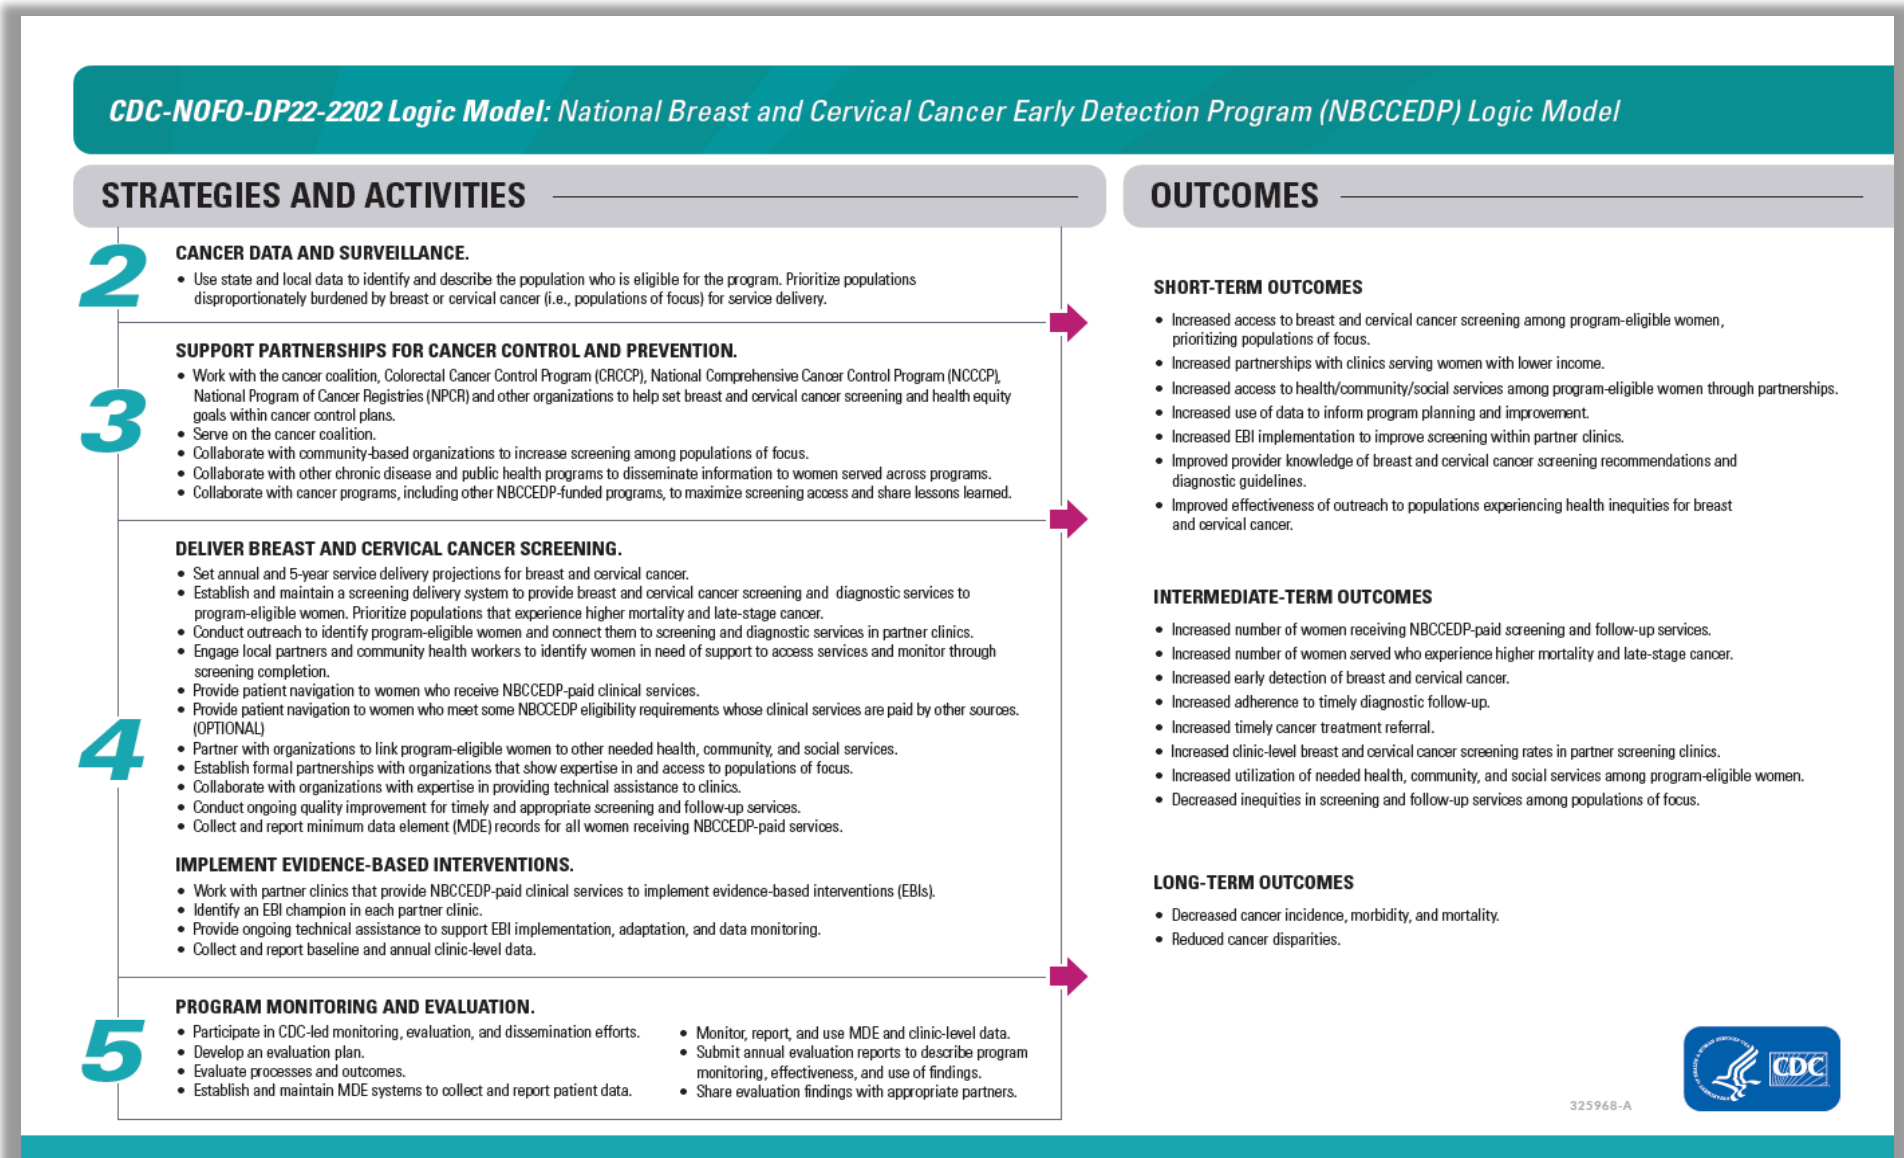 CDC-NOFO-DP22-2202 Logic Model: National Breast and Cervical Cancer Early Detection Program (NBCCEDP) Logic Model
STRATEGIES AND ACTIVITIES
2
CANCER DATA AND SURVEILLANCE.
• Use state and local data to identify and describe the population who is eligible for the program. Prioritize populations
disproportionately burdened by breast or cervical cancer (i.e., populations of focus) for service delivery.
3
SUPPORT PARTNERSHIPS FOR CANCER CONTROL AND PREVENTION.
• Work with the cancer coalition, Colorectal Cancer Control Program (CRCCP), National Comprehensive Cancer Control Program (NCCCP),
National Program of Cancer Registries (NPCR) and other organizations to help set breast and cervical cancer screening and health equity
goals within cancer control plans.
• Serve on the cancer coalition.
• Collaborate with community-based organizations to increase screening among populations of focus.
• Collaborate with other chronic disease and public health programs to disseminate information to women served across programs.
• Collaborate with cancer programs, including other NBCCEDP-funded programs, to maximize screening access and share lessons learned.
4
DELIVER BREAST AND CERVICAL CANCER SCREENING.
• Set annual and 5-year service delivery projections for breast and cervical cancer.
• Establish and maintain a screening delivery system to provide breast and cervical cancer screening and diagnostic services to
program-eligible women. Prioritize populations that experience higher mortality and late-stage cancer.
• Conduct outreach to identify program-eligible women and connect them to screening and diagnostic services in partner clinics.
• Engage local partners and community health workers to identify women in need of support to access services and monitor through
screening completion.
• Provide patient navigation to women who receive NBCCEDP-paid clinical services.
• Provide patient navigation to women who meet some NBCCEDP eligibility requirements whose clinical services are paid by other sources.
(OPTIONAL)
• Partner with organizations to link program-eligible women to other needed health, community, and social services.
• Establish formal partnerships with organizations that show expertise in and access to populations of focus.
• Collaborate with organizations with expertise in providing technical assistance to clinics.
• Conduct ongoing quality improvement for timely and appropriate screening and follow-up services.
• Collect and report minimum data element (MDE) records for all women receiving NBCCEDP-paid services.
IMPLEMENT EVIDENCE-BASED INTERVENTIONS.
• Work with partner clinics that provide NBCCEDP-paid clinical services to implement evidence-based interventions (EBIs).
• Identify an EBI champion in each partner clinic.
• Provide ongoing technical assistance to support EBI implementation, adaptation, and data monitoring.
• Collect and report baseline and annual clinic-level data.
5
PROGRAM MONITORING AND EVALUATION.
• Participate in CDC-led monitoring, evaluation, and dissemination efforts.
• Develop an evaluation plan.
• Evaluate processes and outcomes.
• Establish and maintain MDE systems to collect and report patient data.
• Monitor, report, and use MDE and clinic-level data.
• Submit annual evaluation reports to describe program
monitoring, effectiveness, and use of findings.
• Share evaluation findings with appropriate partners.
OUTCOMES
SHORT-TERM OUTCOMES
• Increased access to breast and cervical cancer screening among program-eligible women,
prioritizing populations of focus.
• Increased partnerships with clinics serving women with lower income.
• Increased access to health/community/social services among program-eligible women through partnerships.
• Increased use of data to inform program planning and improvement.
• Increased EBI implementation to improve screening within partner clinics.
• Improved provider knowledge of breast and cervical cancer screening recommendations and
diagnostic guidelines.
• Improved effectiveness of outreach to populations experiencing health inequities for breast
and cervical cancer.
INTERMEDIATE-TERM OUTCOMES
• Increased number of women receiving NBCCEDP-paid screening and follow-up services.
• Increased number of women served who experience higher mortality and late-stage cancer.
• Increased early detection of breast and cervical cancer.
• Increased adherence to timely diagnostic follow-up.
• Increased timely cancer treatment referral.
• Increased clinic-level breast and cervical cancer screening rates in partner screening clinics.
• Increased utilization of needed health, community, and social services among program-eligible women.
• Decreased inequities in screening and follow-up services among populations of focus.
LONG-TERM OUTCOMES
• Decreased cancer incidence, morbidity, and mortality.
• Reduced cancer disparities.
325968-A
CDC